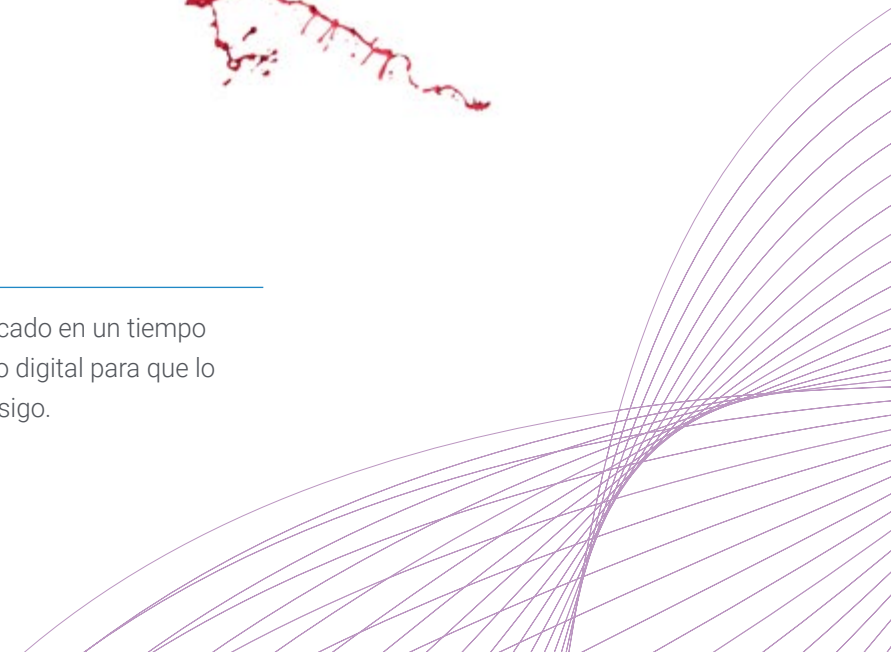 cado en un tiempo
o digital para que lo
sigo.